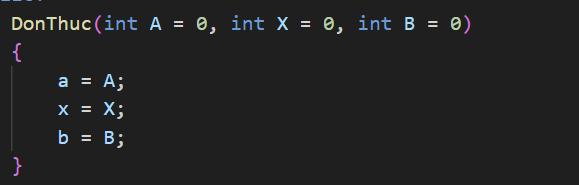 DonThuc(int A = 0, int X = 0, int B = 0)
{
a = A;
x = X;
b = B;
}